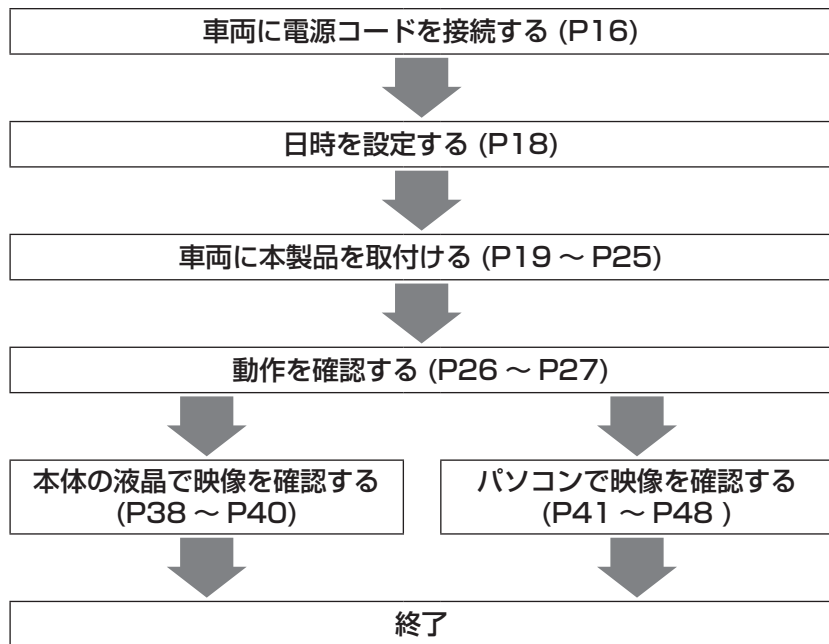 車両に電源コードを接続する (P16)
日時を設定する (P18)
車両に本製品を取付ける (P19 ～ P25)
動作を確認する (P26 ～ P27)
本体の液晶で映像を確認する
(P38 ～ P40)
パソコンで映像を確認する
(P41 ～ P48 )
終了